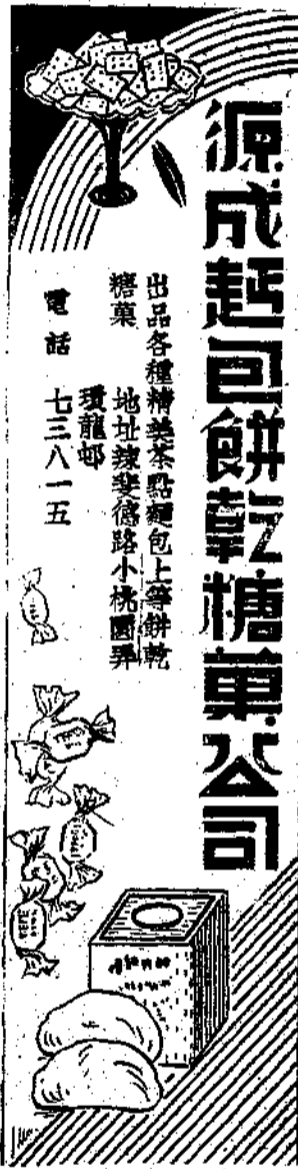 源成麵包餅乾糖菓公司
出品各種精美茶點麵包上等餅乾
糖菓
地址辣斐德路小桃園弄
環龍邨
電話 七三八一五